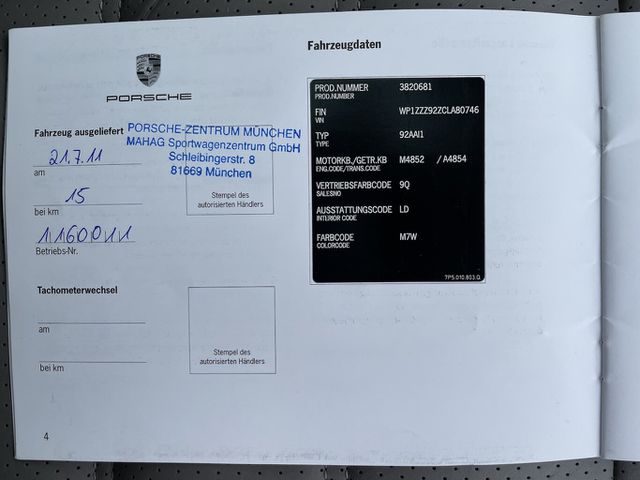 PORSCHE
Fahrzeug ausgeliefert
21.7.11
am
15
bei km
1160011
Betriebs-Nr.
PORSCHE-ZENTRUM MÜNCHEN
MAHAG Sportwagenzentrum GmbH
Schleibingerstr. 8
81669 München
Stempel des
autorisierten Händlers
Tachometerwechsel
am
bei km
Stempel des
autorisierten Händlers
4
Fahrzeugdaten
PROD.NUMMER 3820681
PROD.NUMBER
FIN WP1ZZZ92ZCLA80746
VIN
TYP 92AAI1
TYPE
MOTORKB./GETR.KB M4852 /A4854
ENG.CODE/TRANS.CODE
VERTRIEBSFARBCODE 9Q
SALESNO
AUSSTATTUNGSCODE LD
INTERIOR CODE
FARBCODE M7W
COLORCODE
7P5.010.803.Q